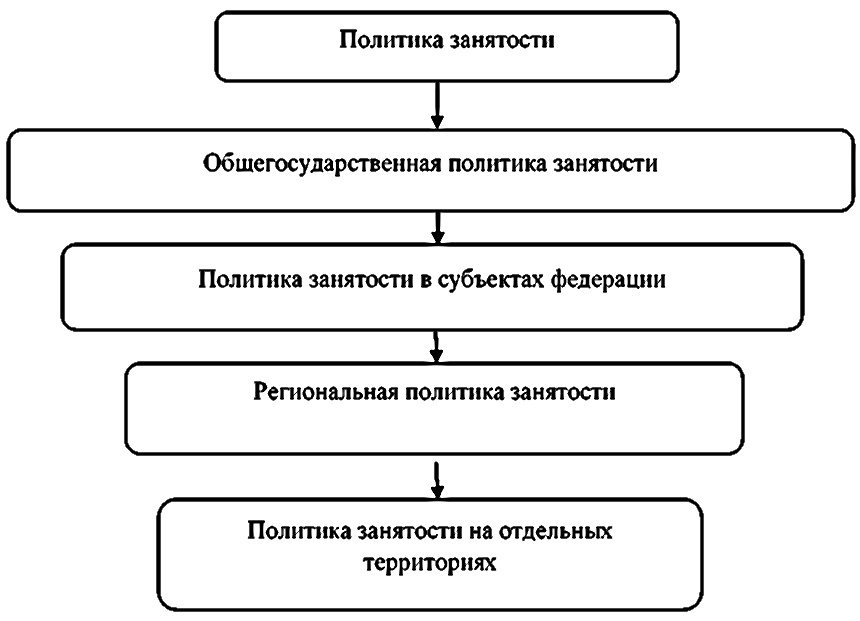 Политика занятости
Общегосударственная политика занятости
Политика занятости в субъектах федерации
Региональная политика занятости
Политика занятости на отдельных
территориях